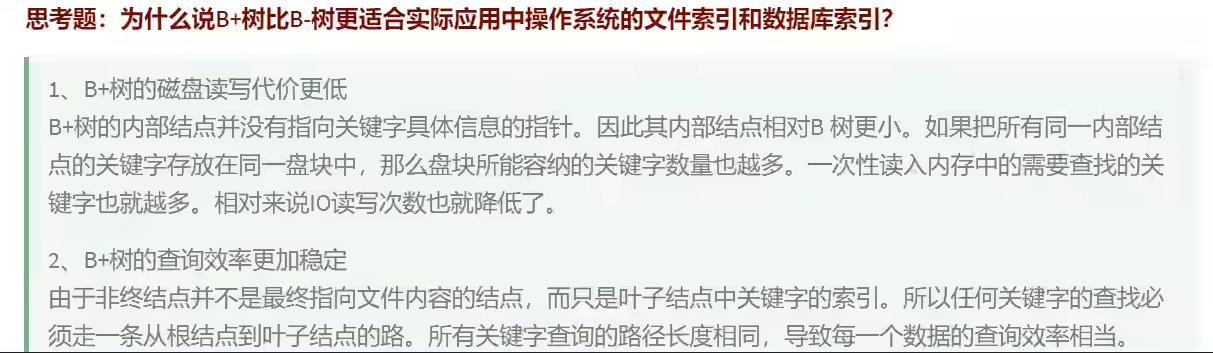 思考题：为什么说B+树比B-树更适合实际应用中操作系统的文件索引和数据库索引？
1、B+树的磁盘读写代价更低
B+树的内部结点并没有指向关键字具体信息的指针。因此其内部结点相对B 树更小。如果把所有同一内部结
点的关键字存放在同一盘块中，那么盘块所能容纳的关键字数量也越多。一次性读入内存中的需要查找的关
键字也就越多。相对来说IO读写次数也就降低了。
2、B+树的查询效率更加稳定
由于非终结点并不是最终指向文件内容的结点，而只是叶子结点中关键字的索引。所以任何关键字的查找必
须走一条从根结点到叶子结点的路。所有关键字查询的路径长度相同，导致每一个数据的查询效率相当。